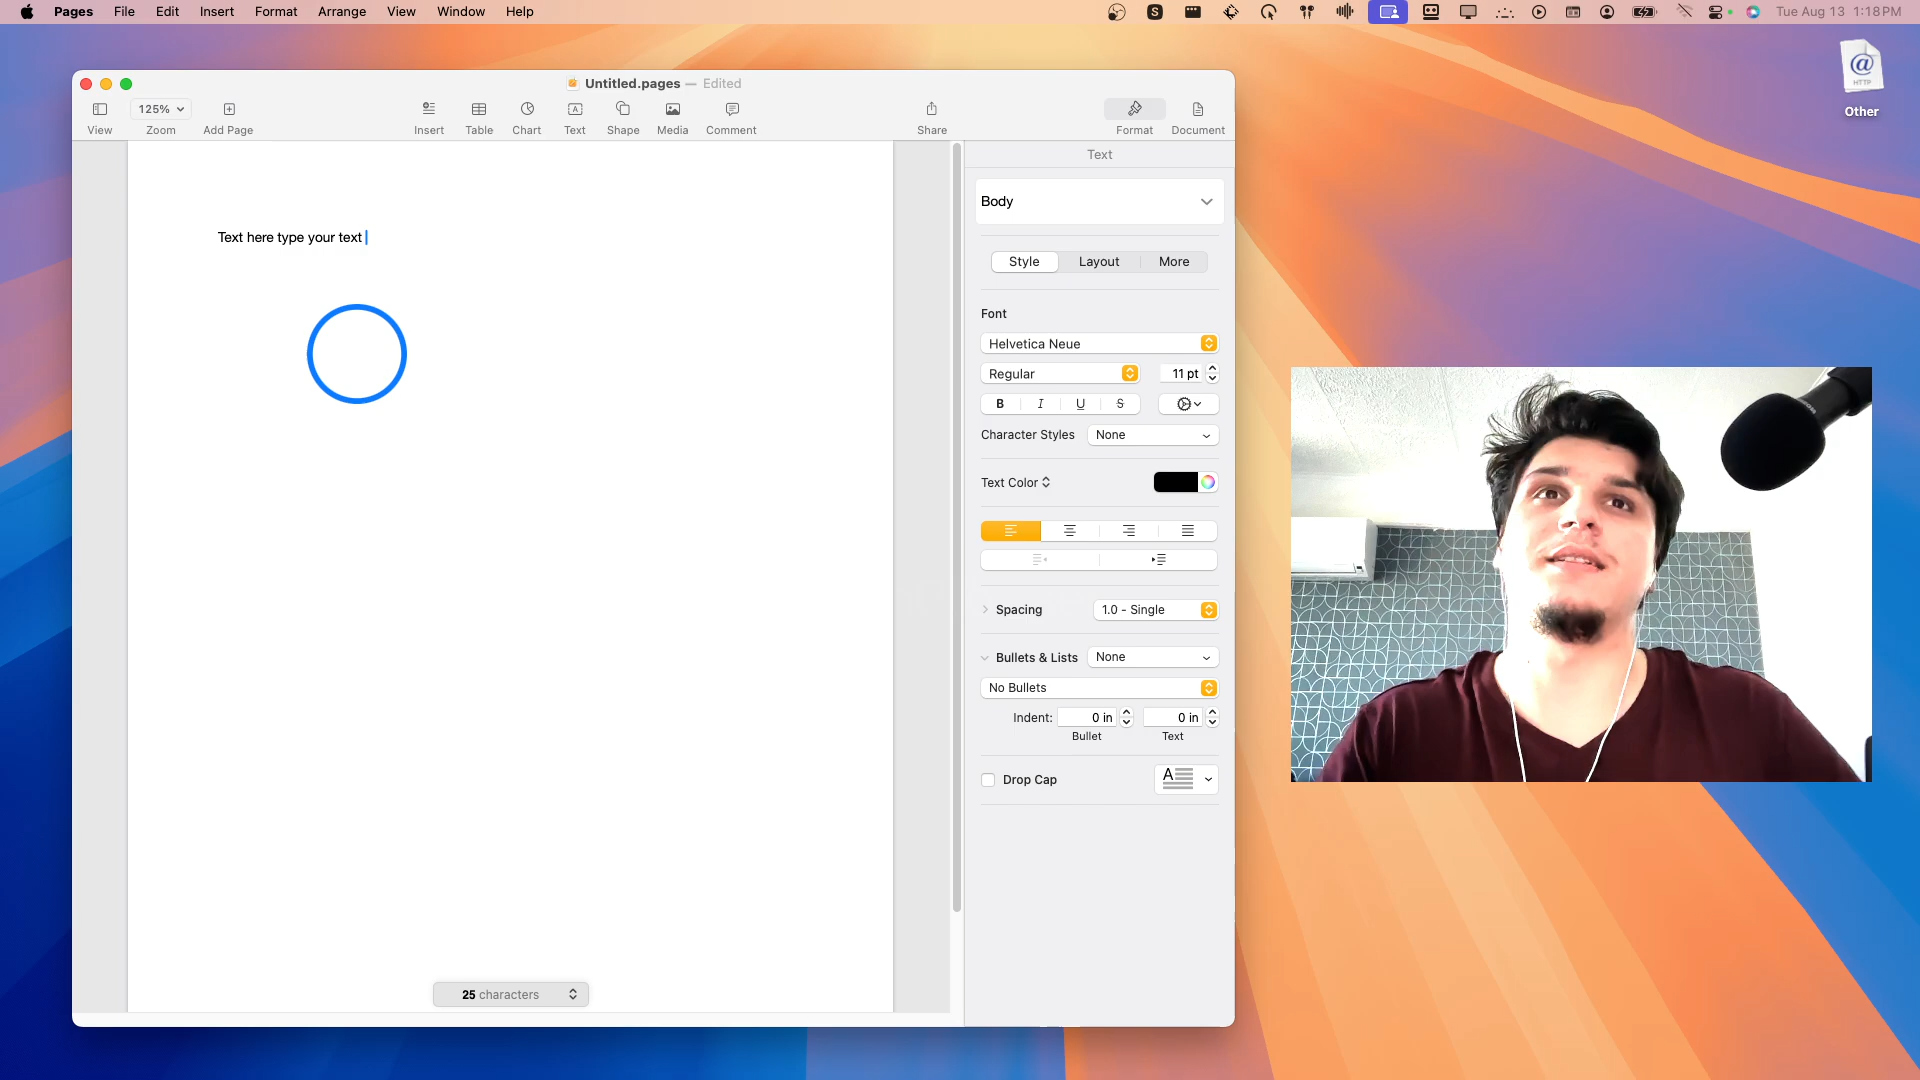 Pages File Edit Insert Format Arrange View Window Help
Tue Aug 13 1:18 PM
Other
HTTP
Untitled.pages — Edited
125%
View Zoom Add Page Insert Table Chart Text Shape Media Comment Share Format Document
Text
Body
Style Layout More
Font
Helvetica Neue
Regular 11 pt
B I U S
Character Styles None
Text Color
Spacing 1.0 - Single
Bullets & Lists None
No Bullets
Indent: 0 in 0 in
Bullet Text
Drop Cap
Text here type your text
25 characters